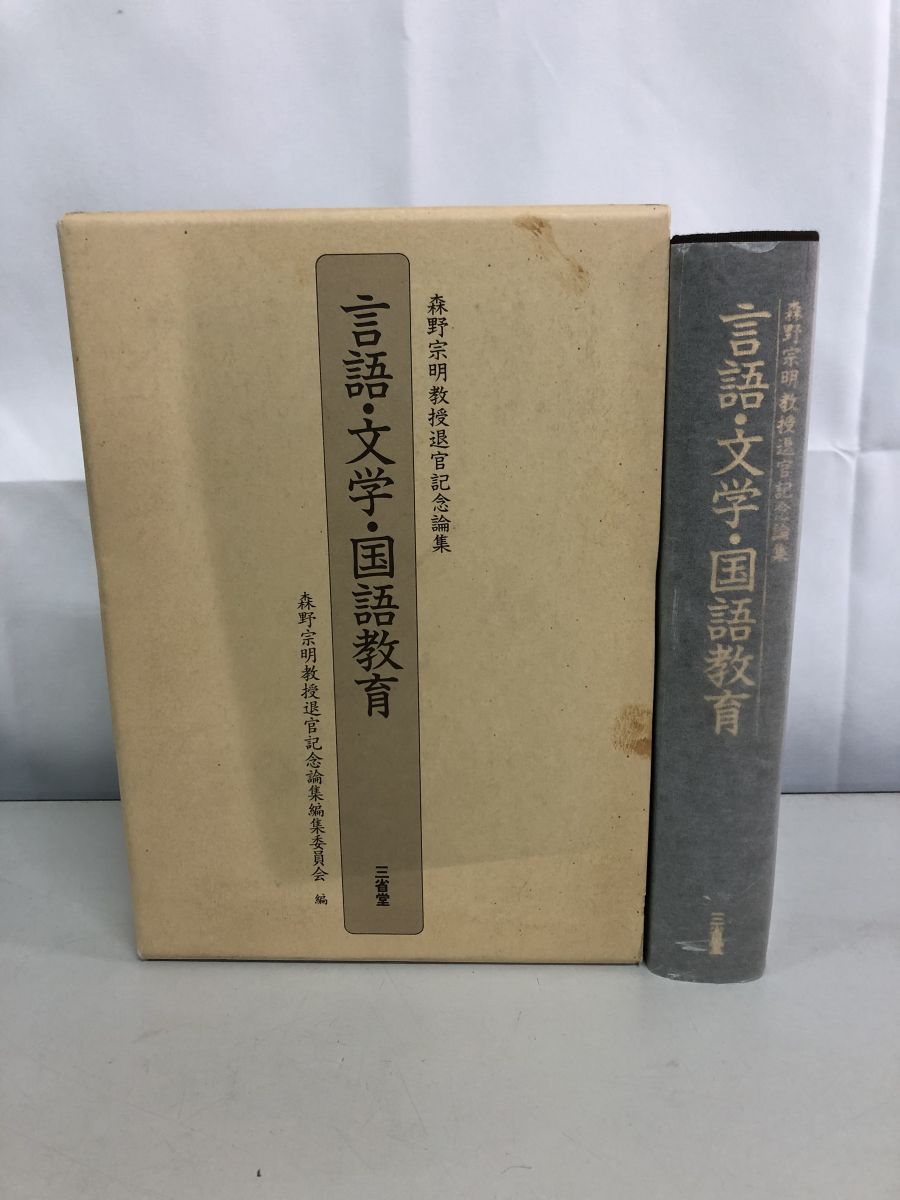 森野宗明教授退官記念論集
言語・文学・国語教育
森野宗明教授退官記念論集編集委員会 編
三省堂
森野宗明教授退官記念論集
言語・文学・国語教育
三省堂